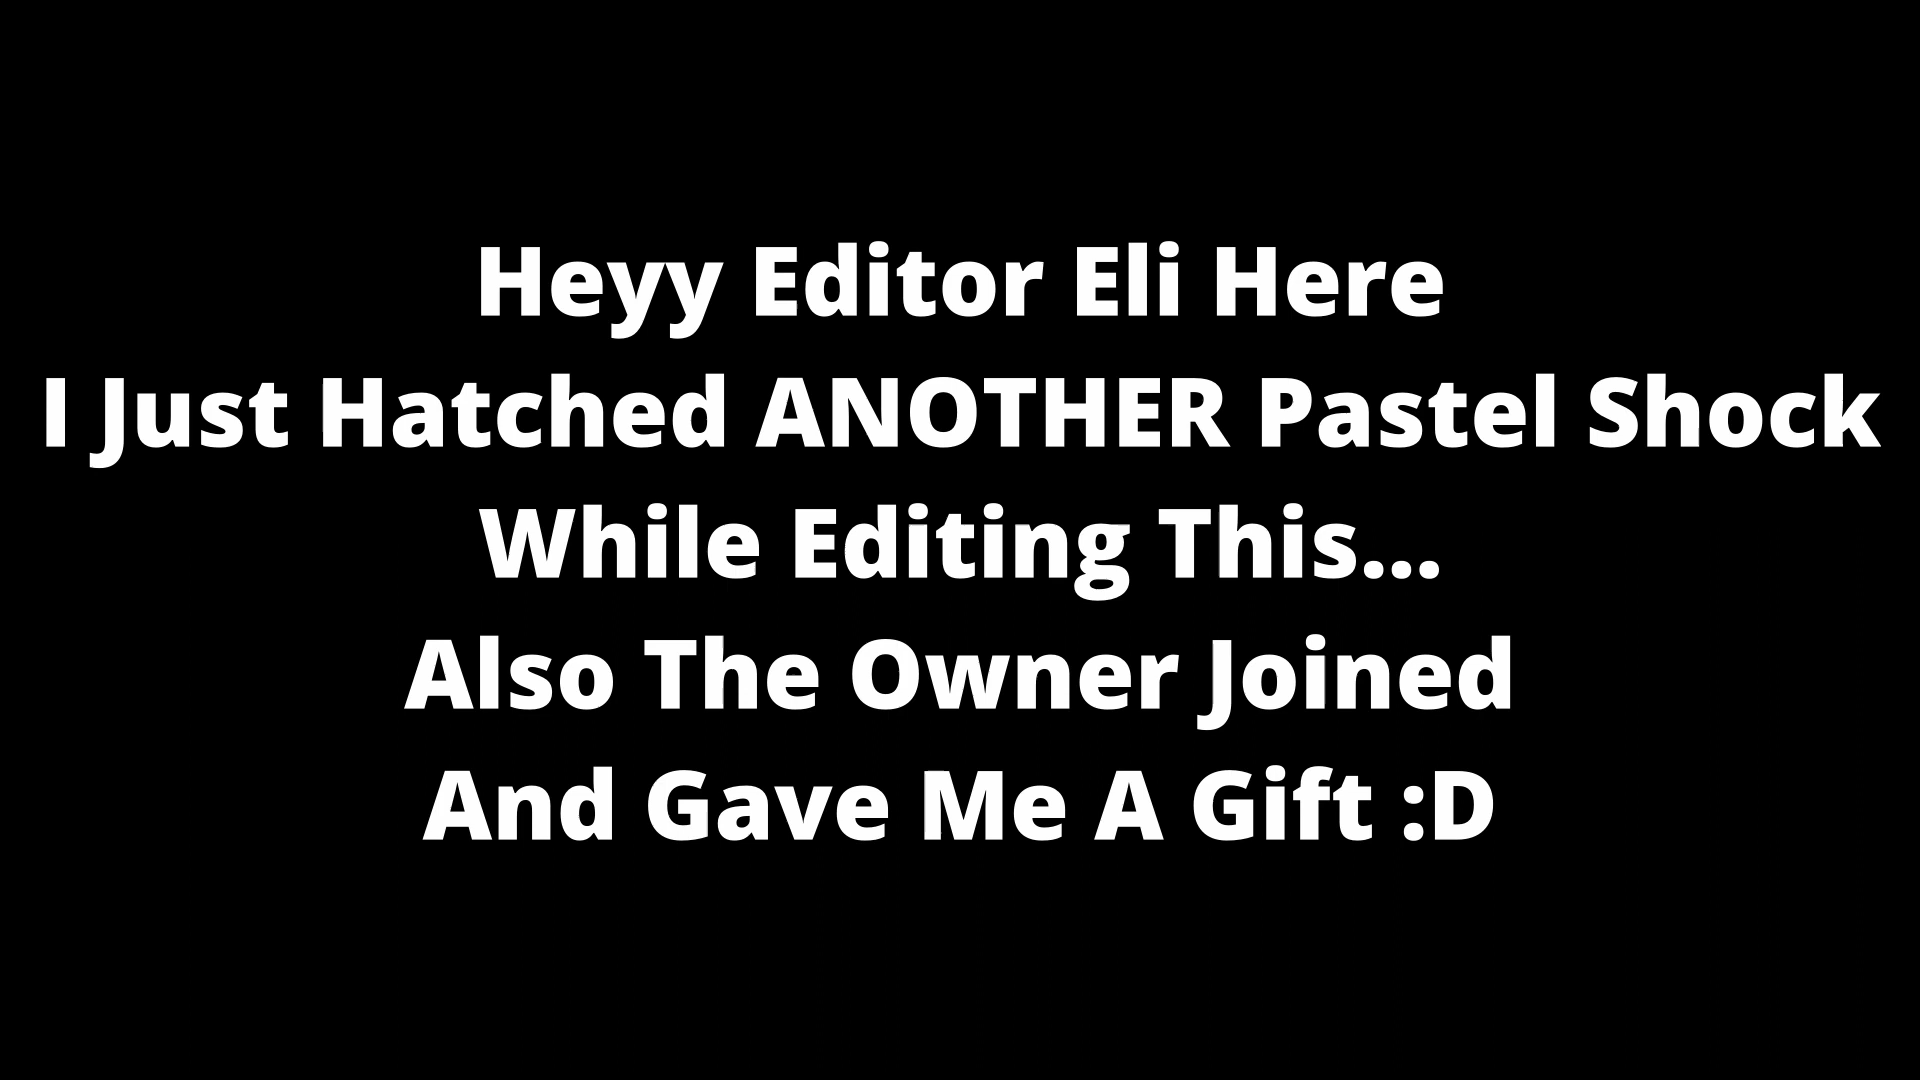 Heyy Editor Eli Here
I Just Hatched ANOTHER Pastel Shock
While Editing This...
Also The Owner Joined
And Gave Me A Gift :D